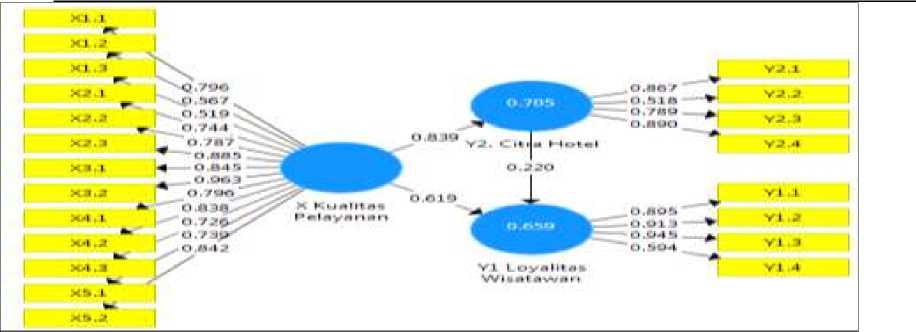 X1.1
X1.2
X1.3
X2.1
X2.2
X2.3
X3.1
X3.2
X4.1
X4.2
X4.3
X5.1
X5.2
0.796
0.567
0.519
0.744
0.787
0.885
0.845
0.963
0.796
0.838
0.726
0.739
0.842
X Kualitas
Pelayanan
0.839
0.619
0.705
Y2. Citra Hotel
0.220
0.659
Y1 Loyalitas
Wisatawan
0.867
0.518
0.789
0.890
Y2.1
Y2.2
Y2.3
Y2.4
0.895
0.913
0.945
0.594
Y1.1
Y1.2
Y1.3
Y1.4